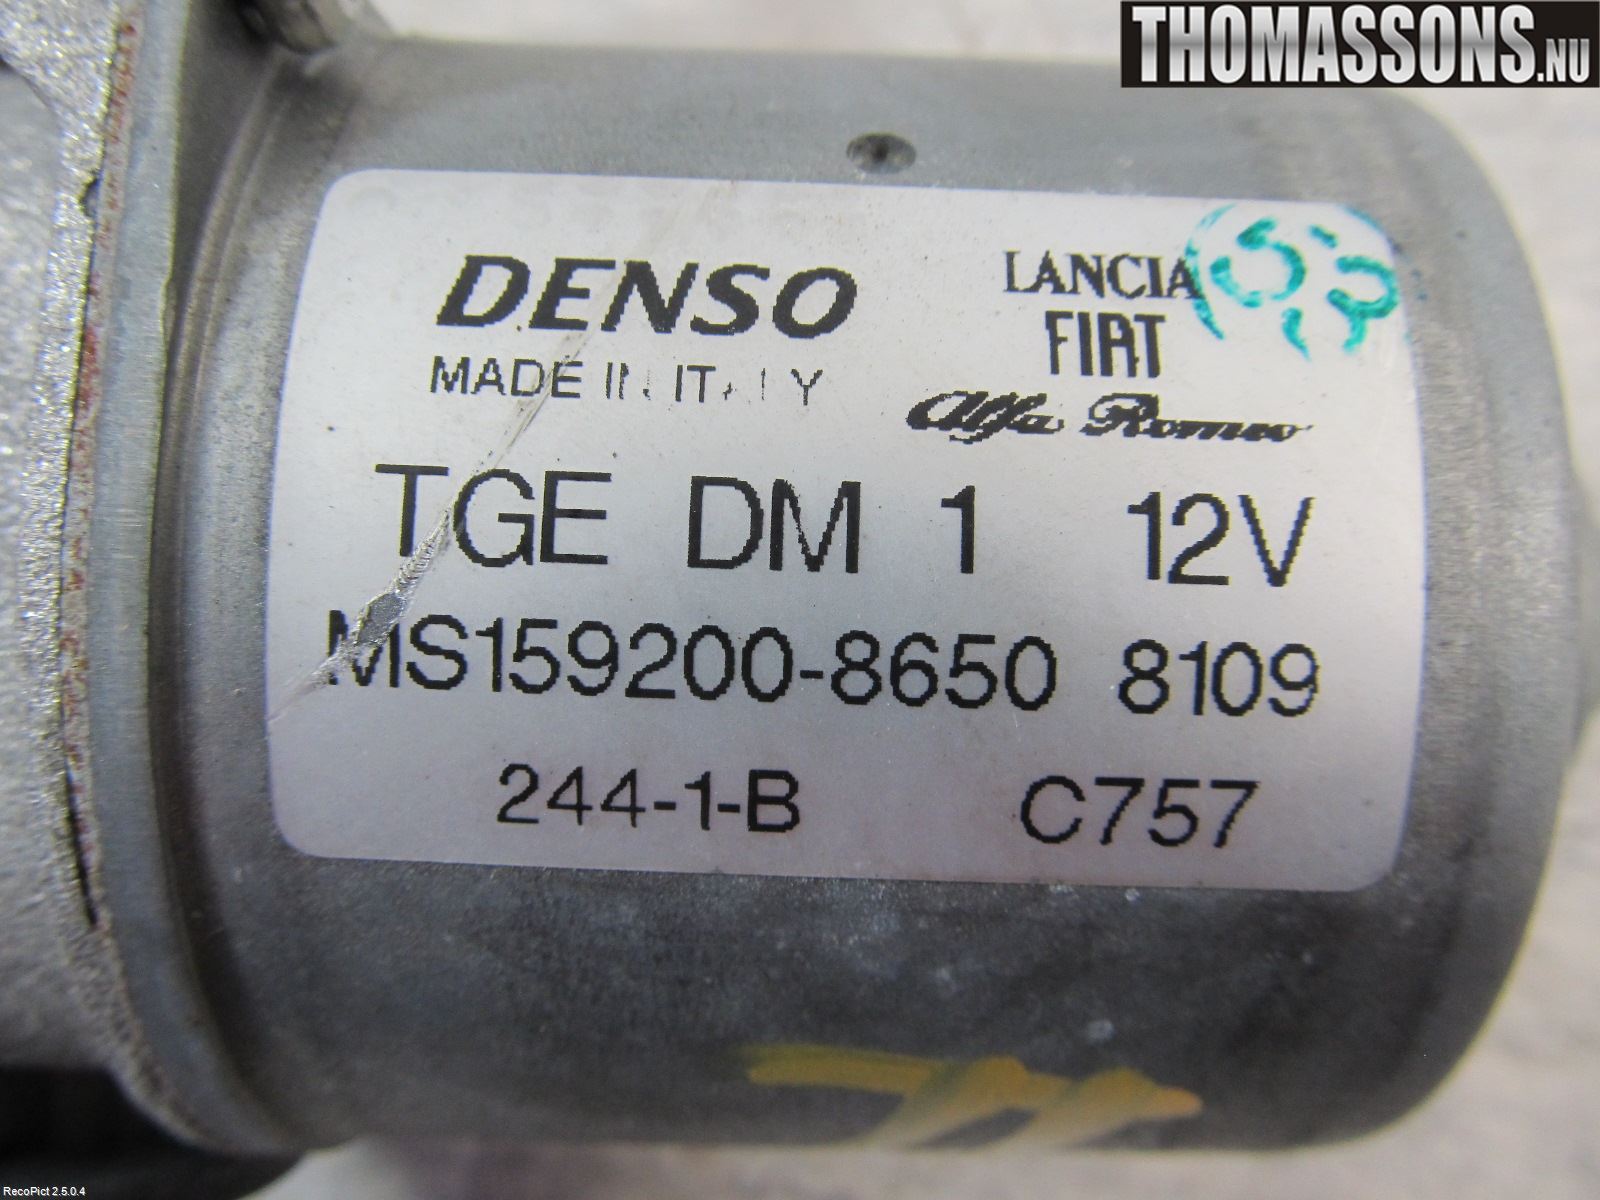 THOMASSONS.NU
DENSO
MADE IN ITALY
LANCIA
FIAT
Alfa Romeo
TGE DM 1 12V
MS159200-8650 8109
244-1-B C757
RecoPict 2.5.0.4